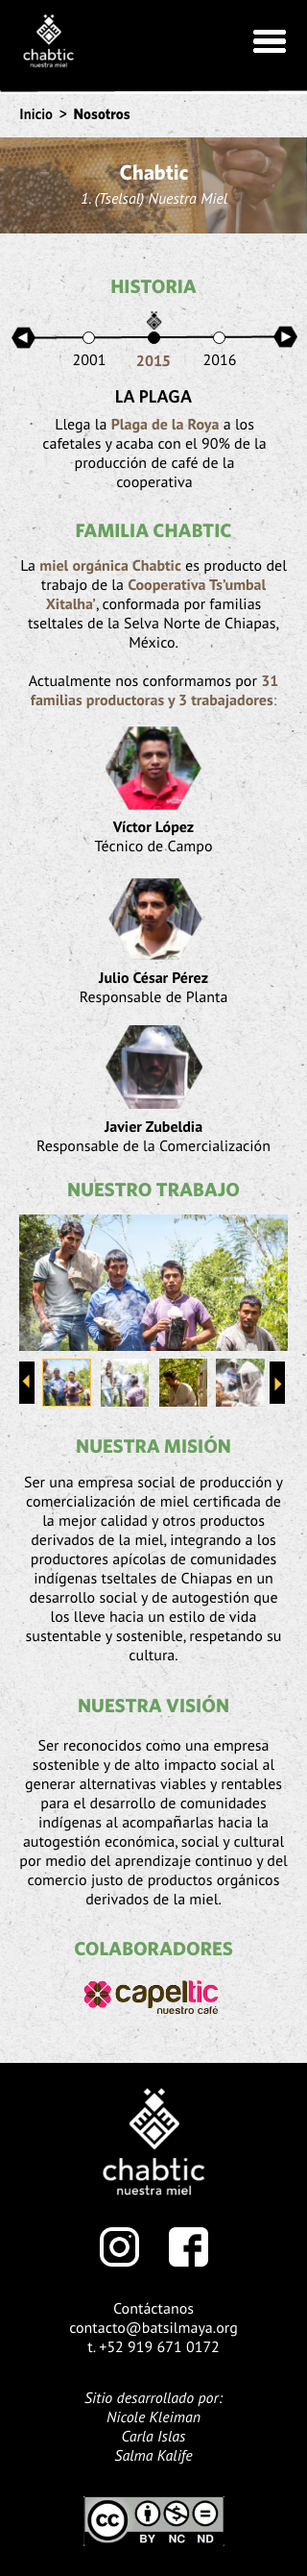 chabtic
nuestra miel
Inicio > Nosotros
Chabtic
1. (Tselsal) Nuestra Miel
HISTORIA
2001 2015 2016
LA PLAGA
Llega la Plaga de la Roya a los
cafetales y acaba con el 90% de la
producción de café de la
cooperativa
FAMILIA CHABTIC
La miel orgánica Chabtic es producto del
trabajo de la Cooperativa Ts'umbal
Xitalha', conformada por familias
tseltales de la Selva Norte de Chiapas,
México.
Actualmente nos conformamos por 31
familias productoras y 3 trabajadores:
Víctor López
Técnico de Campo
Julio César Pérez
Responsable de Planta
Javier Zubeldia
Responsable de la Comercialización
NUESTRO TRABAJO
NUESTRA MISIÓN
Ser una empresa social de producción y
comercialización de miel certificada de
la mejor calidad y otros productos
derivados de la miel, integrando a los
productores apícolas de comunidades
indígenas tseltales de Chiapas en un
desarrollo social y de autogestión que
los lleve hacia un estilo de vida
sustentable y sostenible, respetando su
cultura.
NUESTRA VISIÓN
Ser reconocidos como una empresa
sostenible y de alto impacto social al
generar alternativas viables y rentables
para el desarrollo de comunidades
indígenas al acompañarlas hacia la
autogestión económica, social y cultural
por medio del aprendizaje continuo y del
comercio justo de productos orgánicos
derivados de la miel.
COLABORADORES
capeltic
nuestro café
chabtic
nuestra miel
Contáctanos
contacto@batsilmaya.org
t. +52 919 671 0172
Sitio desarrollado por:
Nicole Kleiman
Carla Islas
Salma Kalife
CC BY NC ND